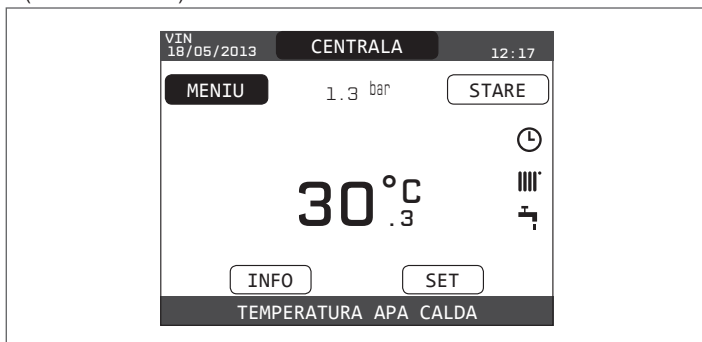 VIN
18/05/2013 CENTRALA 12:17
MENIU 1.3 bar STARE
30°C
.3
INFO SET
TEMPERATURA APA CALDA